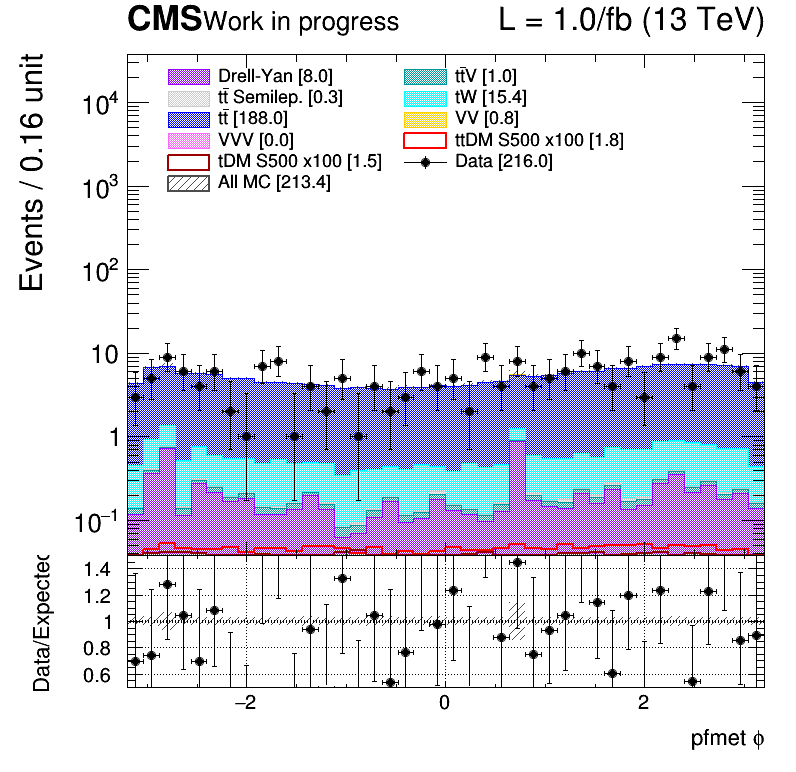 CMS Work in progress L = 1.0/fb (13 TeV)
Events / 0.16 unit
Drell-Yan [8.0] tt̄V [1.0]
tt̄ Semilep. [0.3] tW [15.4]
tt̄ [188.0] VV [0.8]
VVV [0.0] ttDM S500 x100 [1.8]
tDM S500 x100 [1.5] Data [216.0]
All MC [213.4]
10⁴
10³
10²
10
1
10⁻¹
Data/Expected
1.4
1.2
1
0.8
0.6
−2 0 2
pfmet ϕ